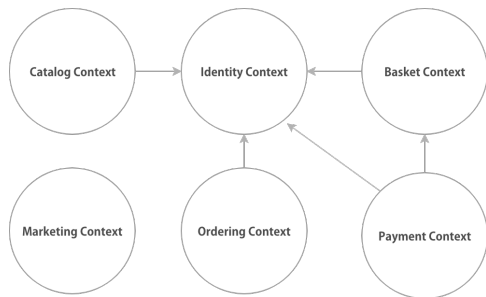 Catalog Context
Identity Context
Basket Context
Marketing Context
Ordering Context
Payment Context